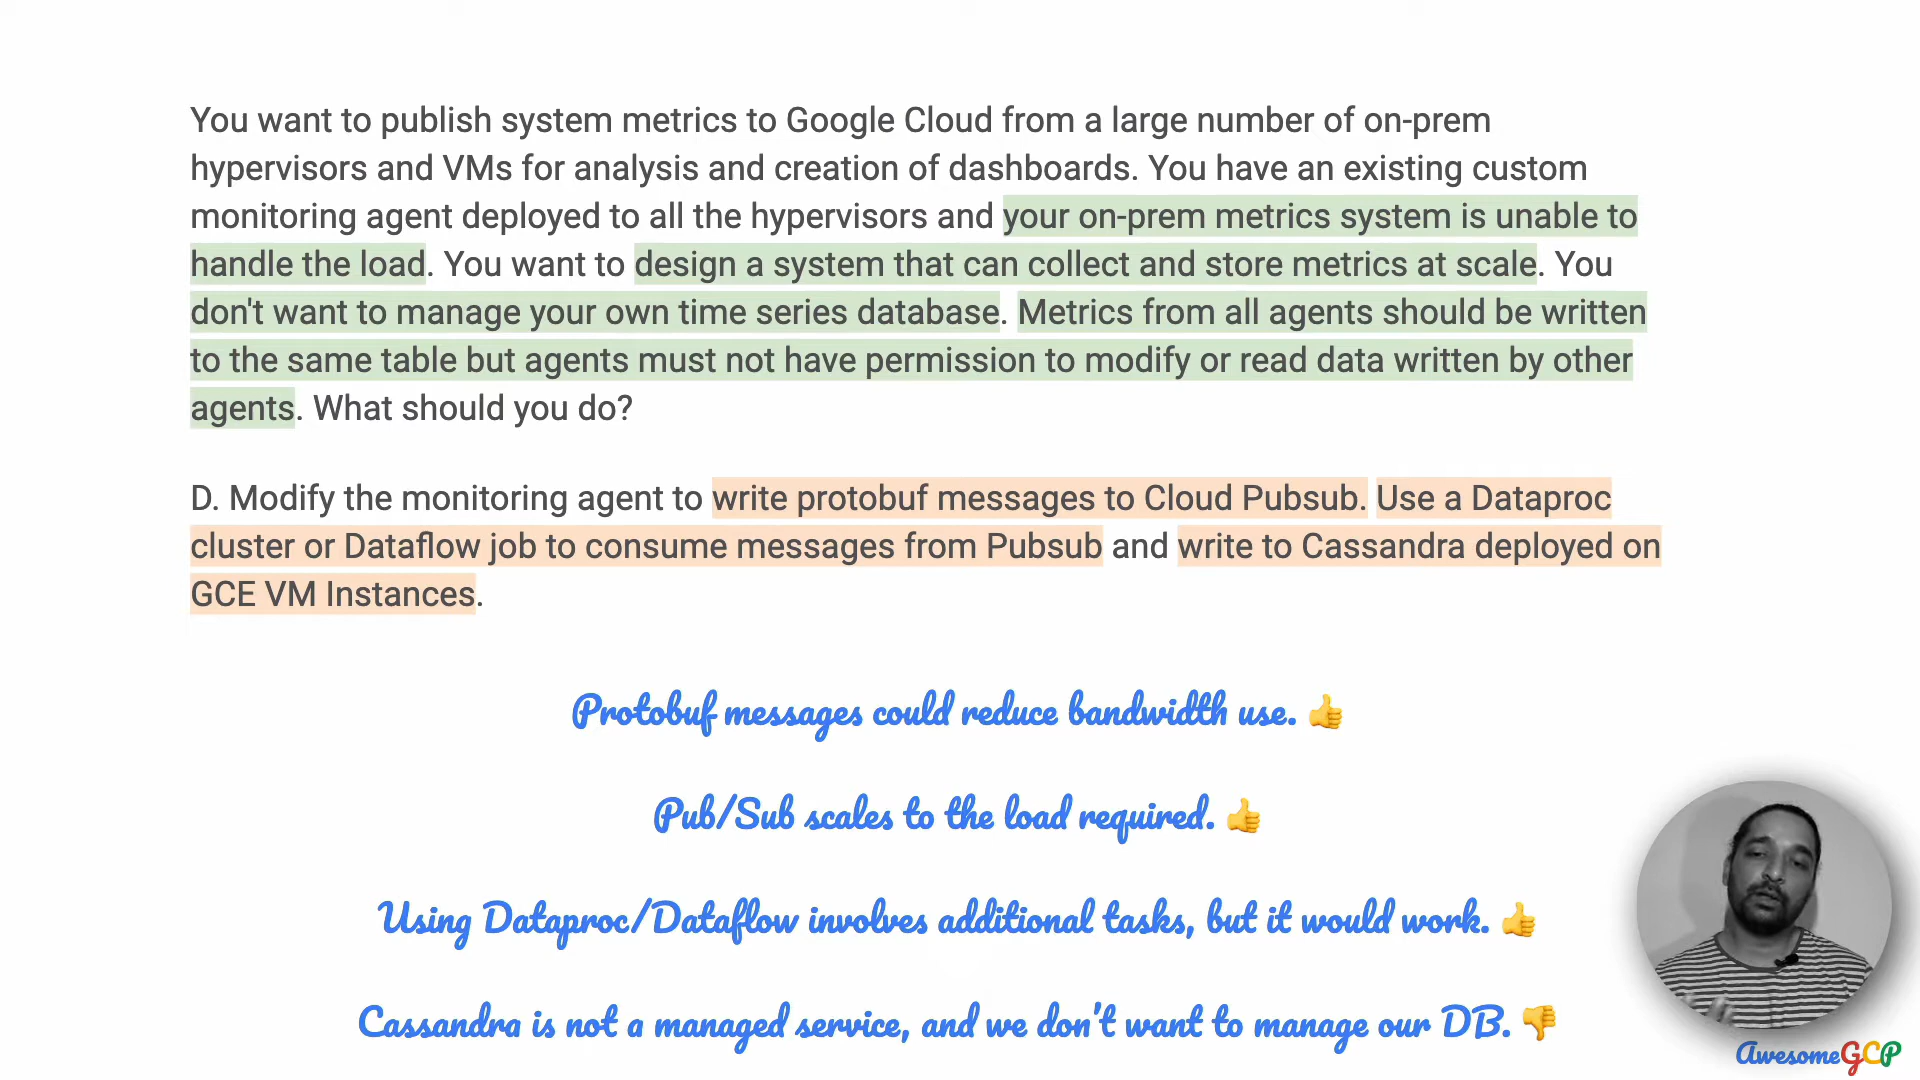 You want to publish system metrics to Google Cloud from a large number of on-prem
hypervisors and VMs for analysis and creation of dashboards. You have an existing custom
monitoring agent deployed to all the hypervisors and your on-prem metrics system is unable to
handle the load. You want to design a system that can collect and store metrics at scale. You
don't want to manage your own time series database. Metrics from all agents should be written
to the same table but agents must not have permission to modify or read data written by other
agents. What should you do?
D. Modify the monitoring agent to write protobuf messages to Cloud Pubsub. Use a Dataproc
cluster or Dataflow job to consume messages from Pubsub and write to Cassandra deployed on
GCE VM Instances.
Protobuf messages could reduce bandwidth use. 👍
Pub/Sub scales to the load required. 👍
Using Dataproc/Dataflow involves additional tasks, but it would work. 👍
Cassandra is not a managed service, and we don't want to manage our DB. 👎
AwesomeGCP